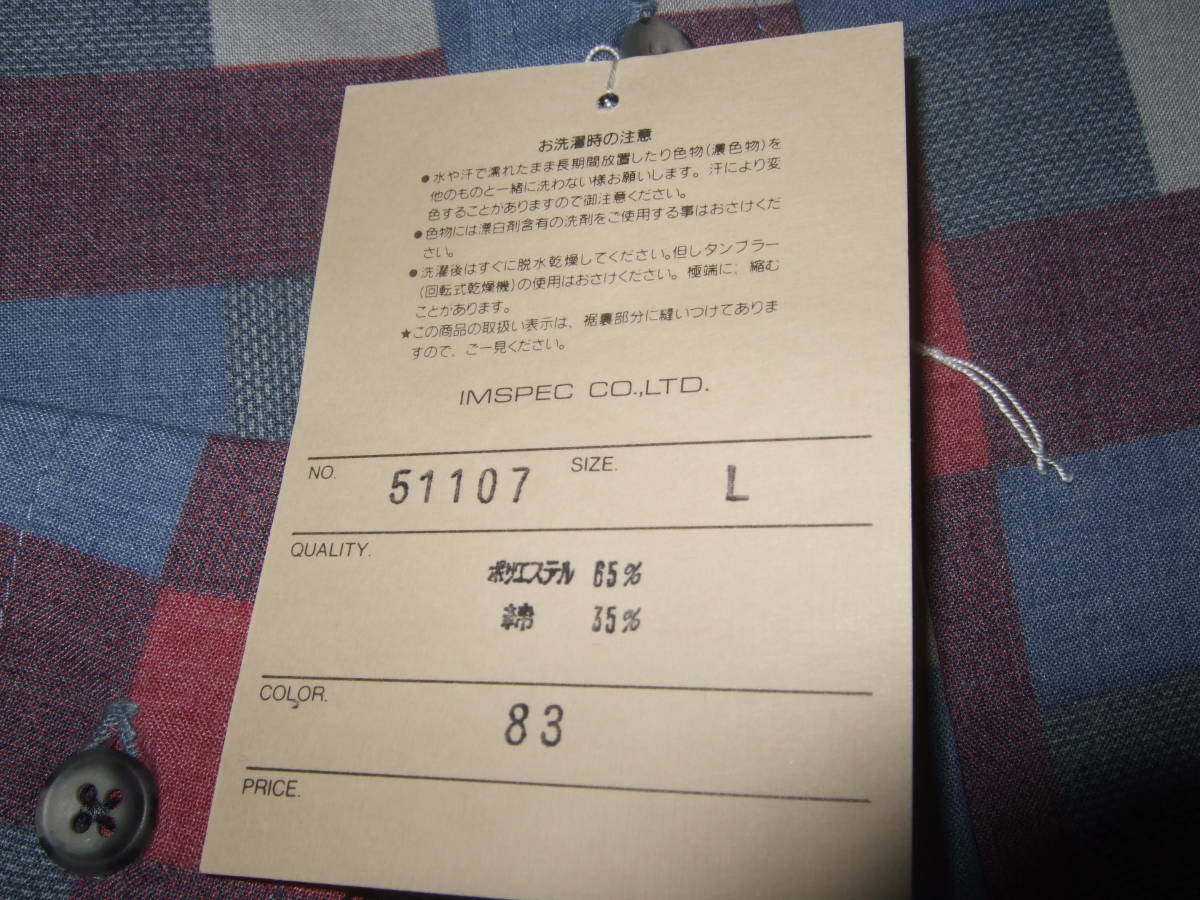 お洗濯時の注意
●水や汗で濡れたまま長期間放置したり色物(濃色物)を
他のものと一緒に洗わない様お願いします。汗により変
色することがありますので御注意ください。
●色物には漂白剤含有の洗剤をご使用する事はおさけくだ
さい。
●洗濯後はすぐに脱水乾燥してください。但しタンブラー
(回転式乾燥機)の使用はおさけください。極端に、縮む
ことがあります。
★この商品の取扱い表示は、裾裏部分に縫いつけてありま
すので、ご一見ください。
IMSPEC CO.,LTD.
NO. 51107 SIZE. L
QUALITY.
ポリエステル 65%
綿 35%
COLOR.
83
PRICE.